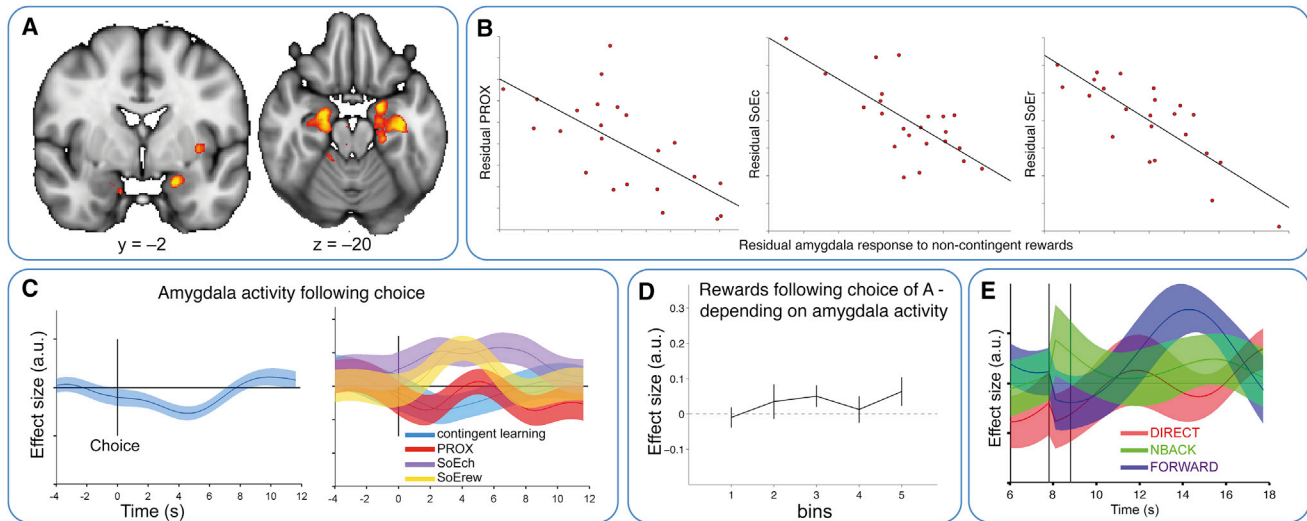 A
y = –2
z = –20
B
Residual PROX
Residual SoEc
Residual SoEr
Residual amygdala response to non-contingent rewards
C
Amygdala activity following choice
Effect size (a.u.)
Choice
-4 -2 0 2 4 6 8 10 12
Time (s)
contingent learning
PROX
SoEch
SoErew
-4 -2 0 2 4 6 8 10 12
D
Rewards following choice of A -
depending on amygdala activity
Effect size (a.u.)
0.3
0.2
0.1
0
−0.1
1 2 3 4 5
bins
E
Effect size (a.u.)
DIRECT
NBACK
FORWARD
6 8 10 12 14 16 18
Time (s)